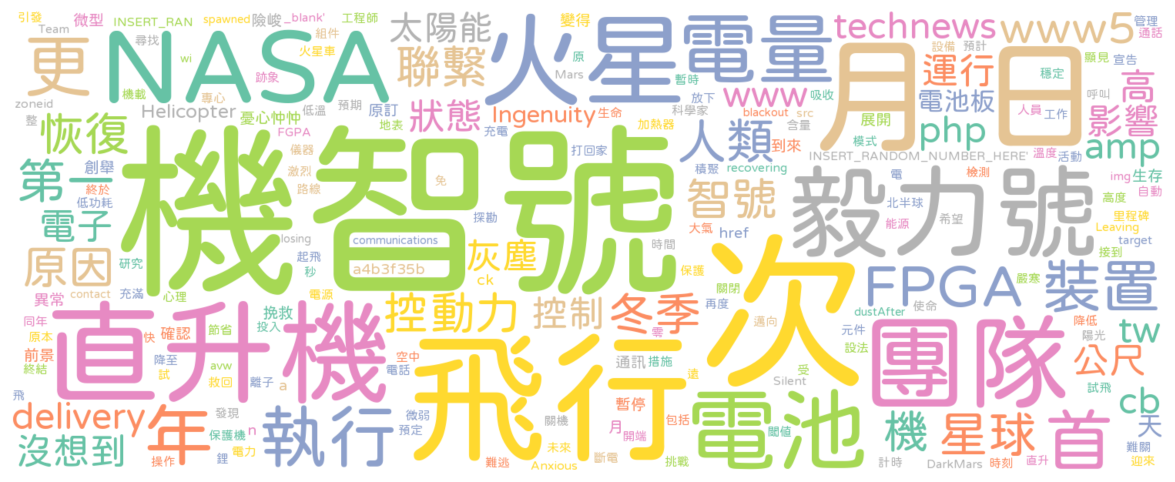 引發 微型 INSERT_RAN spawned 險峻 _blank' 工程師 太陽能 變得 technews www5 管理
Team 更 NASA 尋找 組件 火星車 聯繫 火星 電量 設備 預計 月 日 顯見 宣告 通話
wi 跡象 原 Mars 暫時 運行 穩定 呼叫
zoneid 機載 專心 低溫 預期 原訂 放下 www 吸收 電池板 高
整 Helicopter 憂心忡忡 狀態 Ingenuity 生命 科學家 blackout src 含量 展開 php 人員 工作 影響
恢復 FGPA 地表 充電 加熱器 人類 到來 模式 amp
第一 創舉 儀器 機智號 打回家 積聚 recovering INSERT_RANDOM_NUMBER_HERE' 溫度 活動
終於 激烈 免 智號 電 檢測 img 生存
低功耗 路線 探勘 毅力號 北半球 自動
電子 losing communications 灰塵 時間 大氣 href 能源 希望 高度 里程碑
原因 研究 起飛 a4b3f35b ck 保護 次 Leaving target 接到
異常 contact 充滿 心理 秒 電源 控動力 控制 冬季 關閉 再度 FPGA 嚴寒 裝置
同年 直升機 挽救 零 dustAfter 使命
原本 快 確認 節省 投入 飛行 邁向 團隊 元件 降低 tw
前景 終結 降至 試 avw 救回 空中 電話 通訊 措施 遠 設法 陽光 公尺
飛 離子 a 受 Silent 試飛 cb
delivery 年 發現 執行 微弱 預定 關機 暫停 包括 電池 閾值 機 星球 首 天
沒想到 保護機 n 月 開端 未來 難關
操作 電力 鋰 難逃 Anxious 斷電 挑戰 計時 DarkMars 時刻 直升 迎來